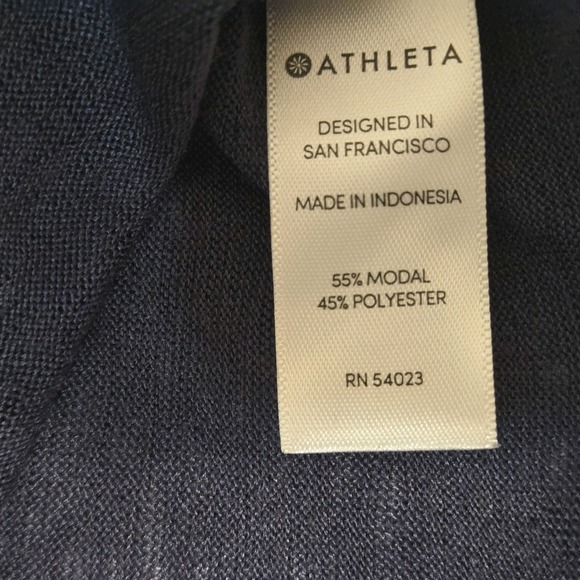 ATHLETA
DESIGNED IN
SAN FRANCISCO
MADE IN INDONESIA
55% MODAL
45% POLYESTER
RN 54023